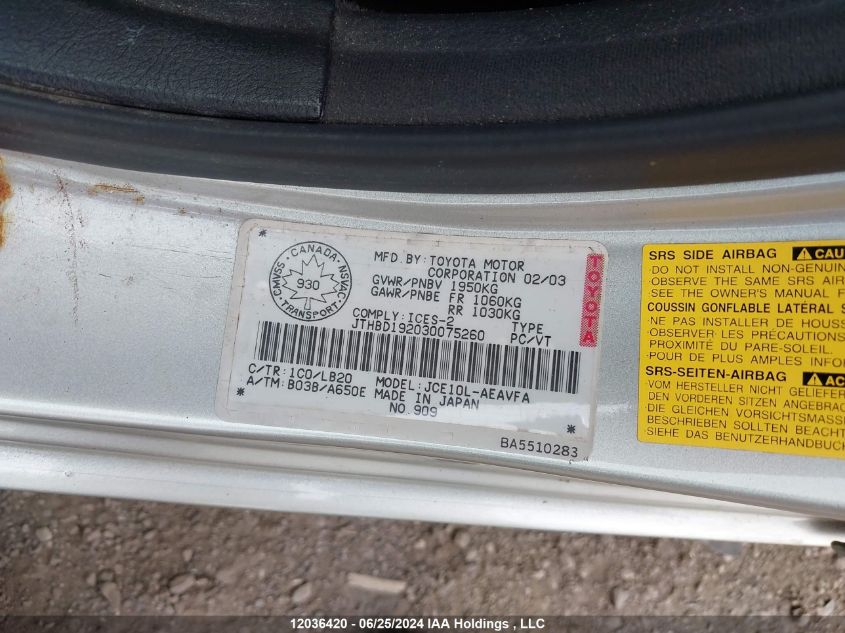 *
CMVSS CANADA NSVAC
930
TRANSPORT
MFD. BY: TOYOTA MOTOR
CORPORATION 02/03
GVWR/PNBV 1950KG
GAWR/PNBE FR 1060KG
RR 1030KG
COMPLY: ICES-2 TYPE
JTHBD192030075260 PC/VT
TOYOTA
C/TR: 1C0/LB20 MODEL: JCE10L-AEAVFA
A/TM: B03B/A650E MADE IN JAPAN
NO. 909
*
BA5510283
SRS SIDE AIRBAG CAU
·DO NOT INSTALL NON-GENUIN
·OBSERVE THE SAME SRS AIR
·SEE THE OWNER'S MANUAL F
COUSSIN GONFLABLE LATÉRAL S
·NE PAS INSTALLER DE HOUSS
·OBSERVER LES PRÉCAUTIONS
PROXIMITÉ DU PARE-SOLEIL.
·POUR DE PLUS AMPLES INFOR
SRS-SEITEN-AIRBAG AC
·VOM HERSTELLER NICHT GELIEFER
DEN VORDEREN SITZEN ANGEBRAC
·DIE GLEICHEN VORSICHTSMASSE
BESCHRIEBEN SOLLTEN BEACHT
·SIEHE DAS BENUTZERHANDBUCH
12036420 - 06/25/2024 IAA Holdings , LLC